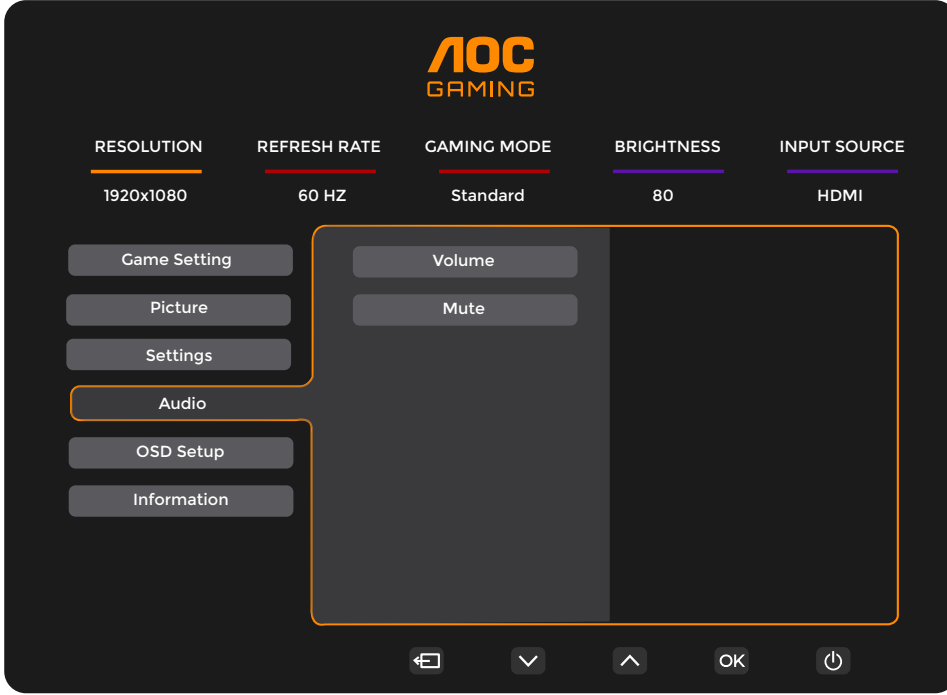 AOC
GAMING
RESOLUTION REFRESH RATE GAMING MODE BRIGHTNESS INPUT SOURCE
1920x1080 60 HZ Standard 80 HDMI
Game Setting Volume
Picture Mute
Settings
Audio
OSD Setup
Information
OK